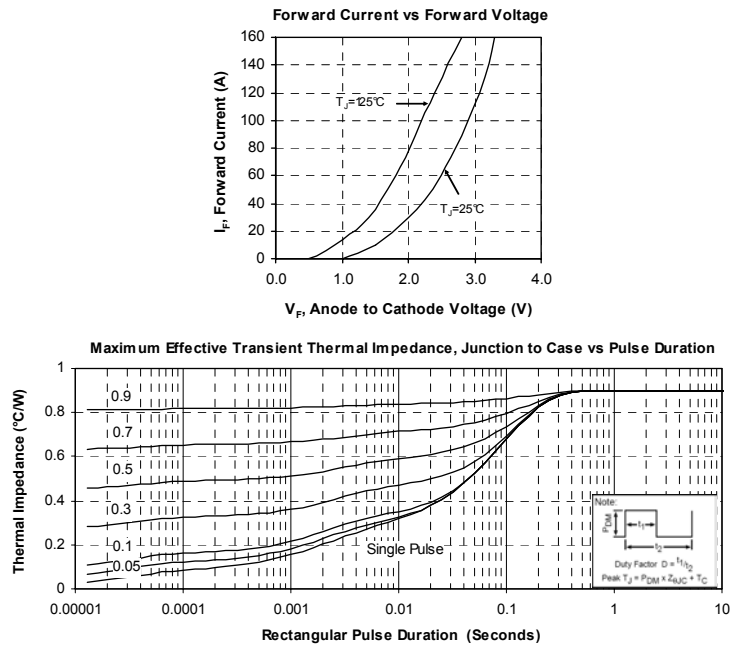 Forward Current vs Forward Voltage
I_F, Forward Current (A)
160
140
120
100
80
60
40
20
0
T_J=125°C
T_J=25°C
0.0 1.0 2.0 3.0 4.0
V_F, Anode to Cathode Voltage (V)
Maximum Effective Transient Thermal Impedance, Junction to Case vs Pulse Duration
Thermal Impedance (°C/W)
1
0.8
0.6
0.4
0.2
0
0.9
0.7
0.5
0.3
0.1
0.05
Single Pulse
Note:
P_DM
t_1
t_2
Duty Factor D = t_1/t_2
Peak T_J = P_DM x Z_θJC + T_C
0.00001 0.0001 0.001 0.01 0.1 1 10
Rectangular Pulse Duration (Seconds)